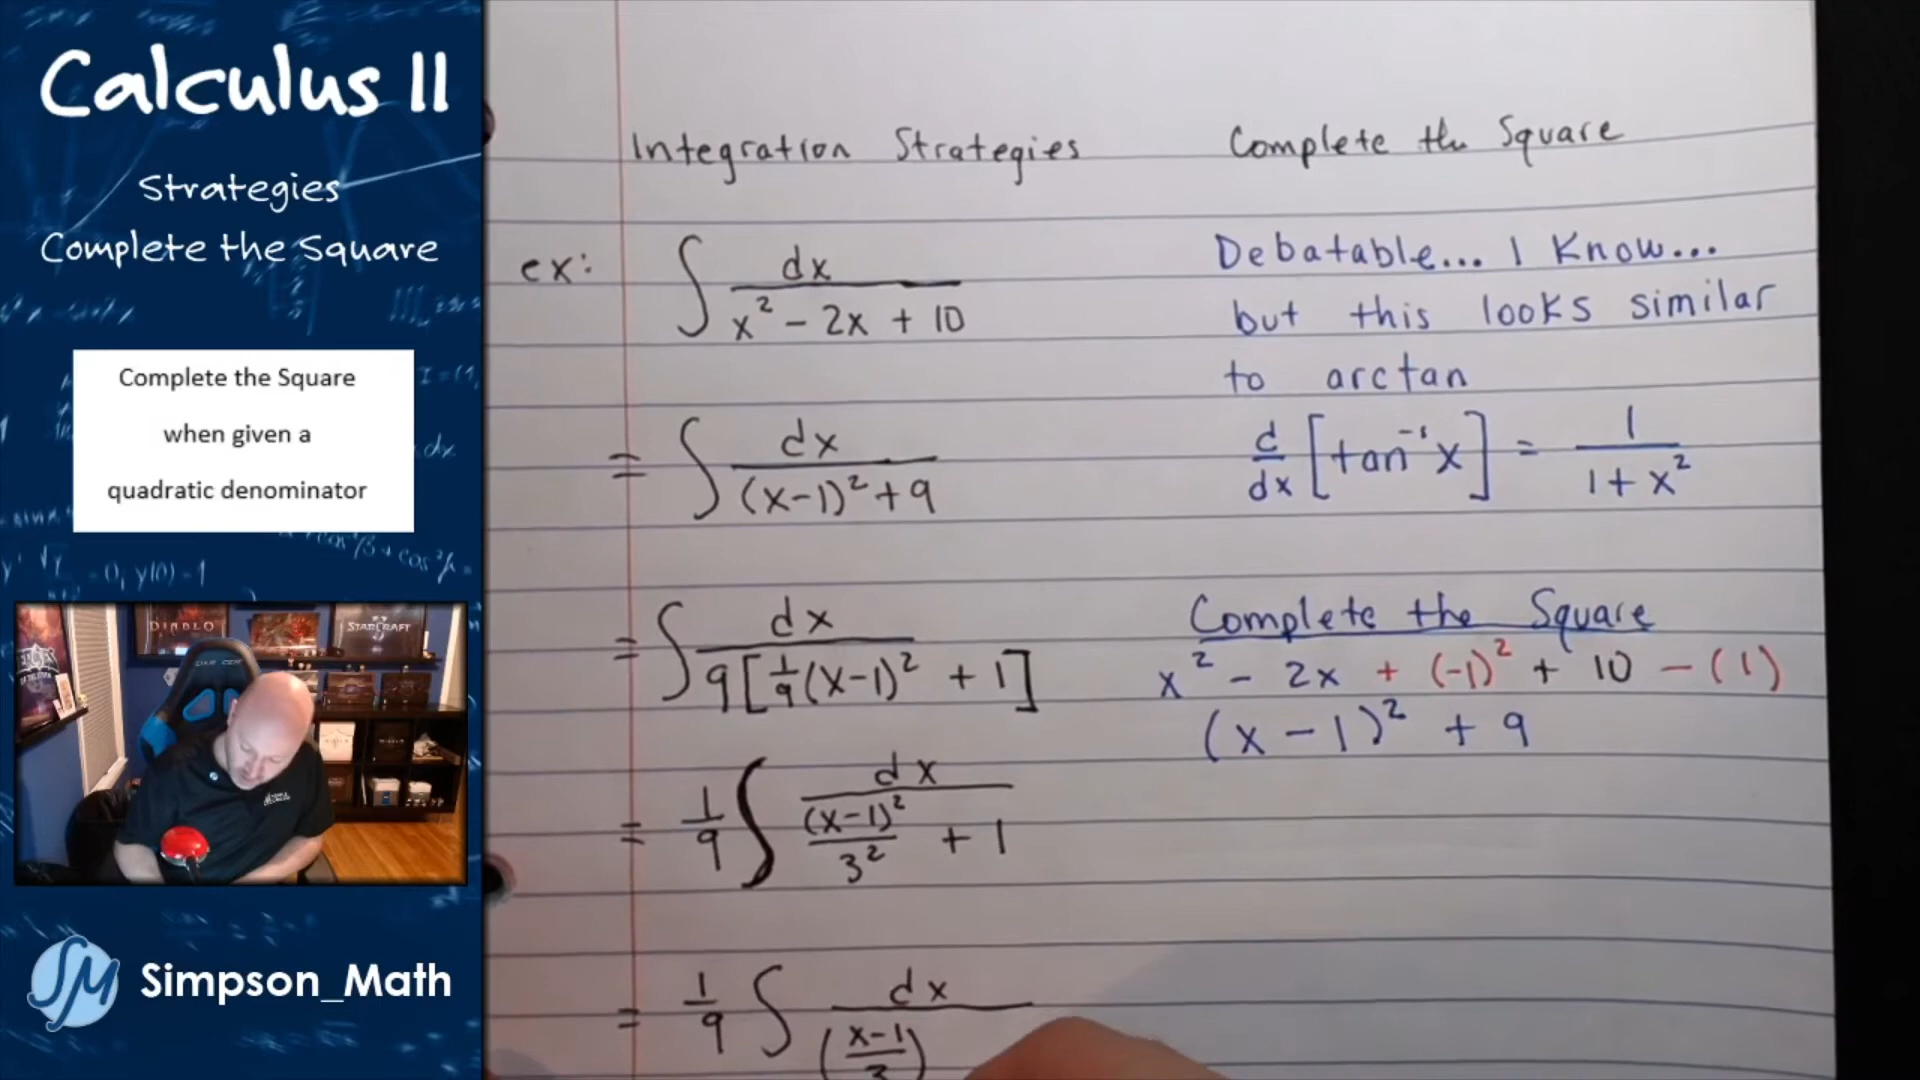 Calculus II
Strategies
Complete the Square
Complete the Square
when given a
quadratic denominator
DIABLO
STARCRAFT
Simpson_Math
Integration Strategies
Complete the Square
ex: ∫ dx / (x² - 2x + 10)
= ∫ dx / ((x-1)² + 9)
= ∫ dx / (9[1/9 (x-1)² + 1])
= 1/9 ∫ dx / ((x-1)²/3² + 1)
= 1/9 ∫ dx / ((x-1)/3)
Debatable... I Know...
but this looks similar
to arctan
d/dx [tan⁻¹ x] = 1/(1 + x²)
Complete the Square
x² - 2x + (-1)² + 10 - (1)
(x - 1)² + 9